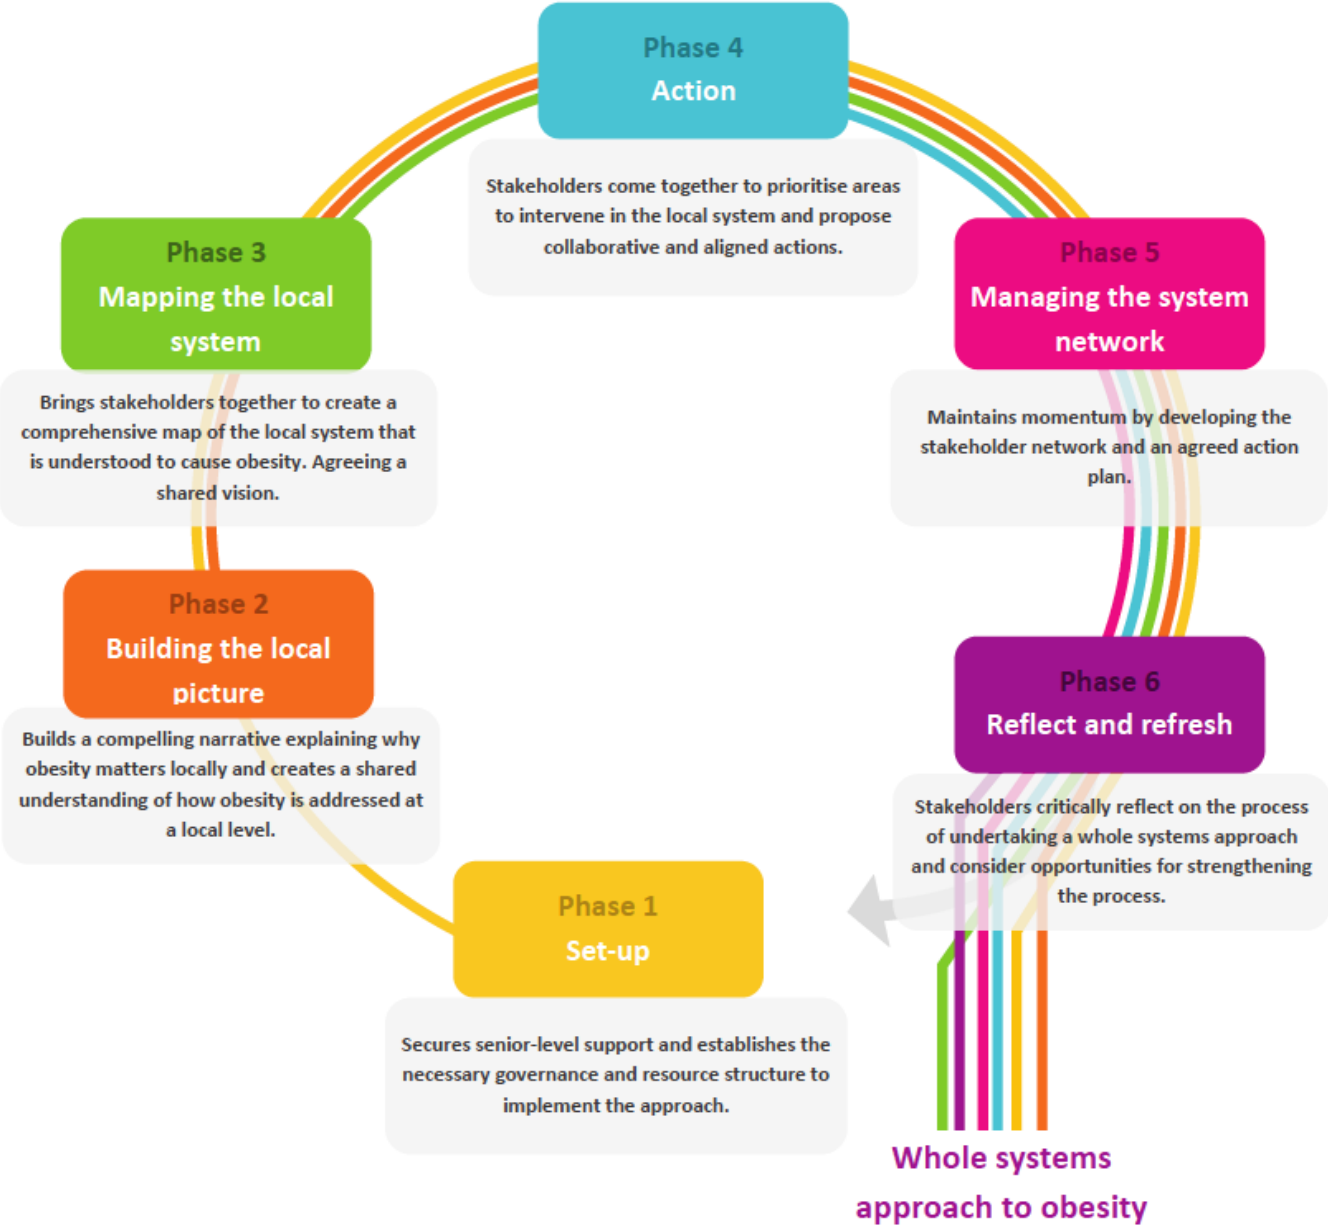 Phase 4
Action
Stakeholders come together to prioritise areas
to intervene in the local system and propose
collaborative and aligned actions.
Phase 3
Mapping the local
system
Brings stakeholders together to create a
comprehensive map of the local system that
is understood to cause obesity. Agreeing a
shared vision.
Phase 5
Managing the system
network
Maintains momentum by developing the
stakeholder network and an agreed action
plan.
Phase 2
Building the local
picture
Builds a compelling narrative explaining why
obesity matters locally and creates a shared
understanding of how obesity is addressed at
a local level.
Phase 6
Reflect and refresh
Stakeholders critically reflect on the process
of undertaking a whole systems approach
and consider opportunities for strengthening
the process.
Phase 1
Set-up
Secures senior-level support and establishes the
necessary governance and resource structure to
implement the approach.
Whole systems
approach to obesity